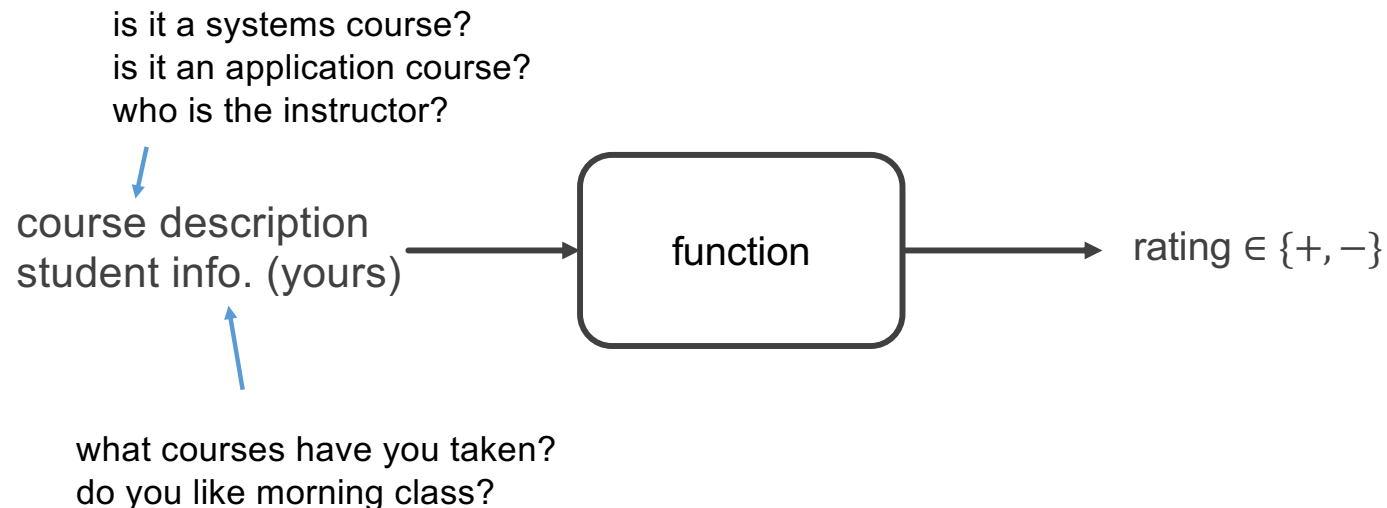 is it a systems course?
is it an application course?
who is the instructor?
course description
student info. (yours)
function
rating ∈ {+, −}
what courses have you taken?
do you like morning class?